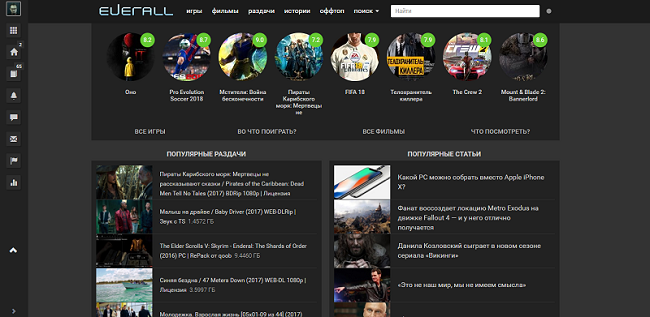 EVERALL игры фильмы раздачи истории оффтоп поиск Найти
2
65
8.2 8.7 9.0 7.2 7.9 7.9 8.1 8.6
Оно
Pro Evolution
Soccer 2018
Мстители: Война
бесконечности
Пираты
Карибского
моря: Мертвецы
не
FIFA 18
Телохранитель
киллера
The Crew 2
Mount & Blade 2:
Bannerlord
ВСЕ ИГРЫ ВО ЧТО ПОИГРАТЬ? ВСЕ ФИЛЬМЫ ЧТО ПОСМОТРЕТЬ?
ПОПУЛЯРНЫЕ РАЗДАЧИ
Пираты Карибского моря: Мертвецы не
рассказывают сказки / Pirates of the Caribbean: Dead
Men Tell No Tales (2017) BDRip 1080p | Лицензия
Малыш на драйве / Baby Driver (2017) WEB-DLRip |
Звук с TS 1.4572 ГБ
The Elder Scrolls V: Skyrim - Enderal: The Shards of Order
(2016) PC | RePack от qoob 9.4460 ГБ
Синяя бездна / 47 Meters Down (2017) WEB-DL 1080p |
Лицензия 3.5997 ГБ
Молодежка. Взрослая жизнь [05x01-09 из 44] (2017)
ПОПУЛЯРНЫЕ СТАТЬИ
Какой PC можно собрать вместо Apple iPhone
X?
Фанат воссоздает локацию Metro Exodus на
движке Fallout 4 — и у него отлично
получается
Данила Козловский сыграет в новом сезоне
сериала «Викинги»
«Это не наш мир, мы не имеем смысла»